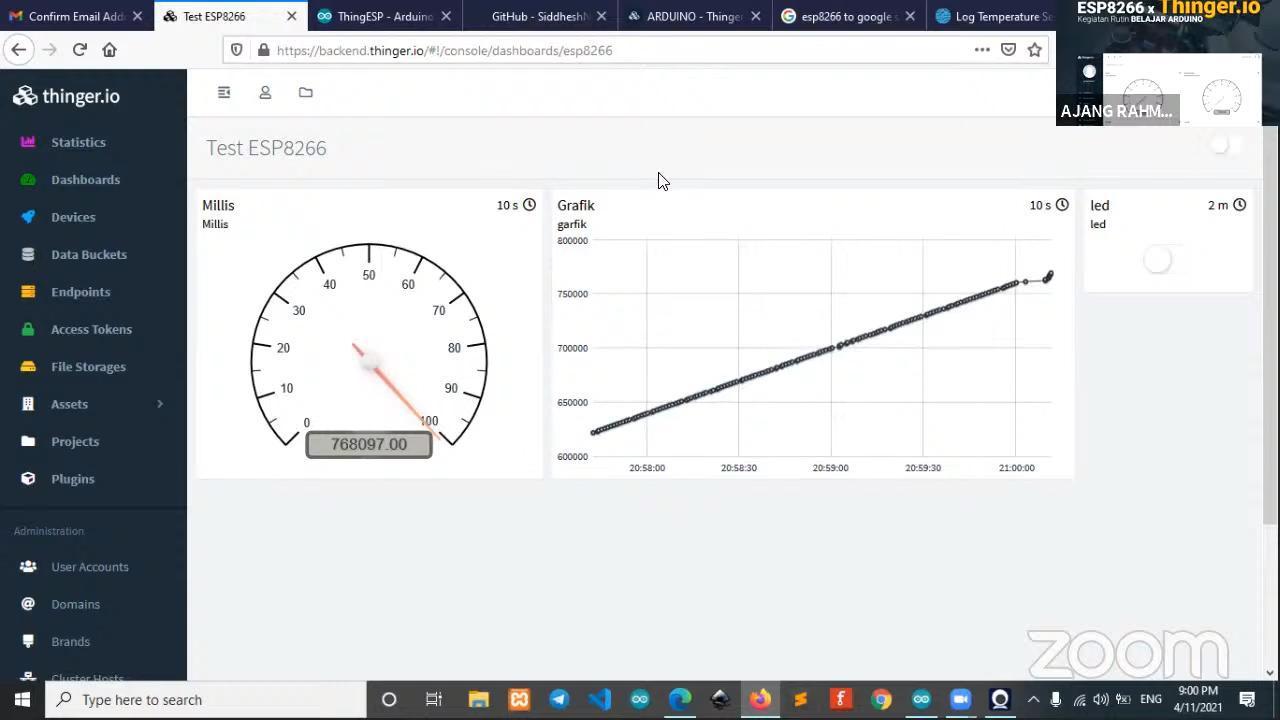 Confirm Email Addr
Test ESP8266
ThingESP - Arduino
GitHub - Siddhesh
ARDUINO - Thinge
esp8266 to google s
Log Temperature Se
https://backend.thinger.io/#!/console/dashboards/esp8266
ESP8266 x Thinger.io
Kegiatan Rutin BELAJAR ARDUINO
AJANG RAHM...
thinger.io
Statistics
Dashboards
Devices
Data Buckets
Endpoints
Access Tokens
File Storages
Assets
Projects
Plugins
Administration
User Accounts
Domains
Brands
Cluster Hosts
Test ESP8266
Millis
10 s
Millis
0
10
20
30
40
50
60
70
80
90
100
768097.00
Grafik
10 s
garfik
800000
750000
700000
650000
600000
20:58:00
20:58:30
20:59:00
20:59:30
21:00:00
led
2 m
led
zoom
Type here to search
ENG
9:00 PM
4/11/2021